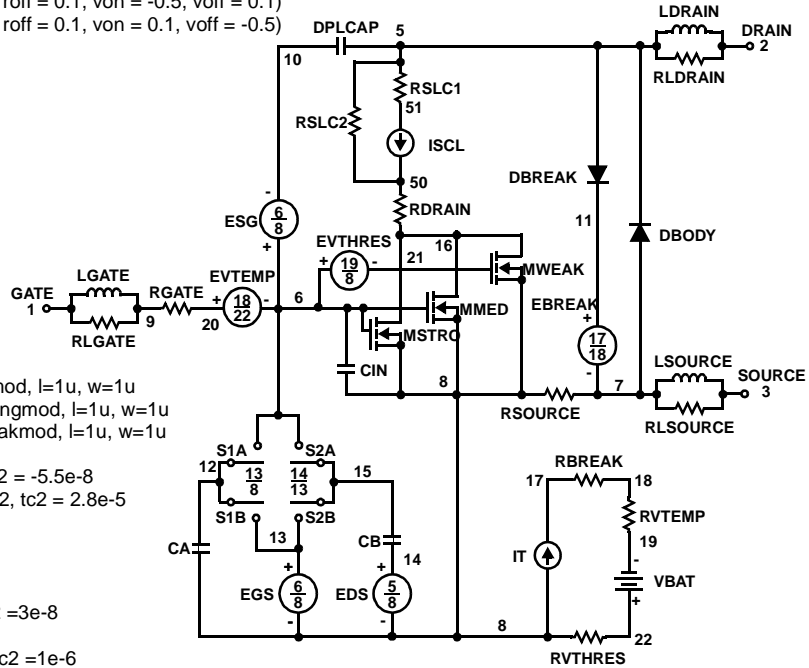 roff = 0.1, von = -0.5, voff = 0.1)
roff = 0.1, von = 0.1, voff = -0.5)
LDRAIN
DPLCAP
5
DRAIN
2
10
RLDRAIN
RSLC1
51
RSLC2
ISCL
50
DBREAK
-
RDRAIN
ESG
6
8
11
+
EVTHRES
16
DBODY
+
19
8
-
21
MWEAK
LGATE
EVTEMP
GATE
1
RGATE
+
18
22
-
6
EBREAK
MMED
9
20
+
RLGATE
MSTRO
17
18
LSOURCE
CIN
-
SOURCE
3
8
7
mod, l=1u, w=1u
RSOURCE
ngmod, l=1u, w=1u
RLSOURCE
akmod, l=1u, w=1u
S1A
S2A
RBREAK
2 = -5.5e-8
12
13
8
14
13
15
17
18
2, tc2 = 2.8e-5
RVTEMP
S1B
S2B
13
CB
19
CA
14
IT
-
+
+
VBAT
EGS
6
8
EDS
5
8
+
=3e-8
-
-
8
22
c2 =1e-6
RVTHRES